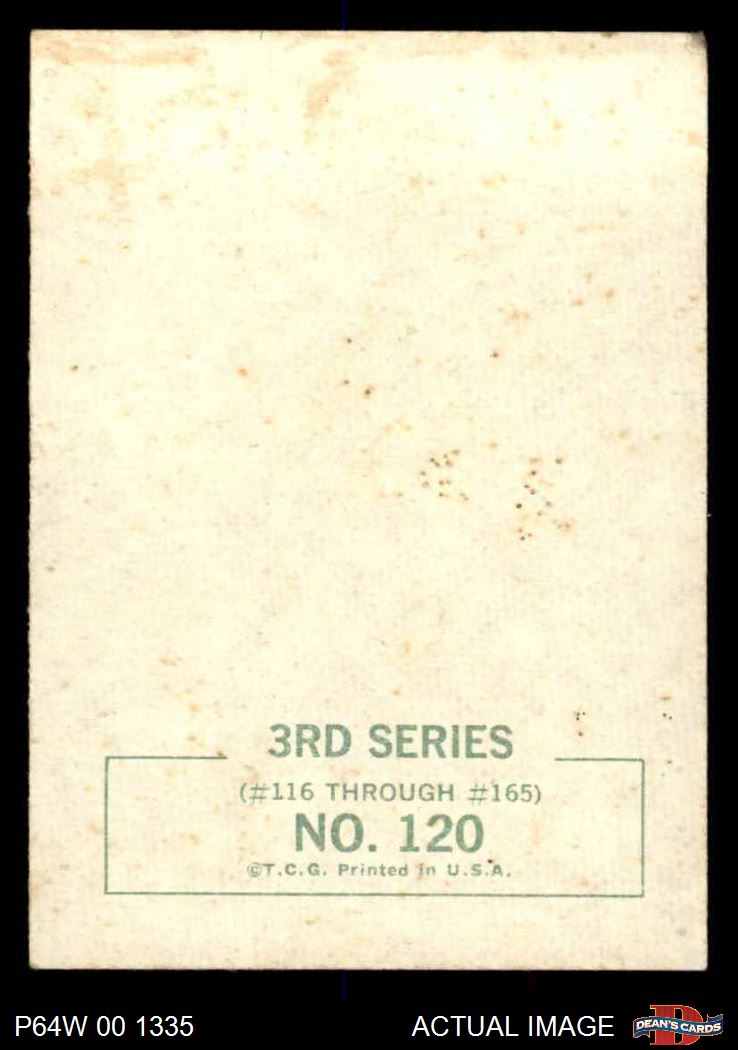 3RD SERIES
(#116 THROUGH #165)
NO. 120
©T.C.G. Printed in U.S.A.
P64W 00 1335
ACTUAL IMAGE
D
DEAN'S CARDS